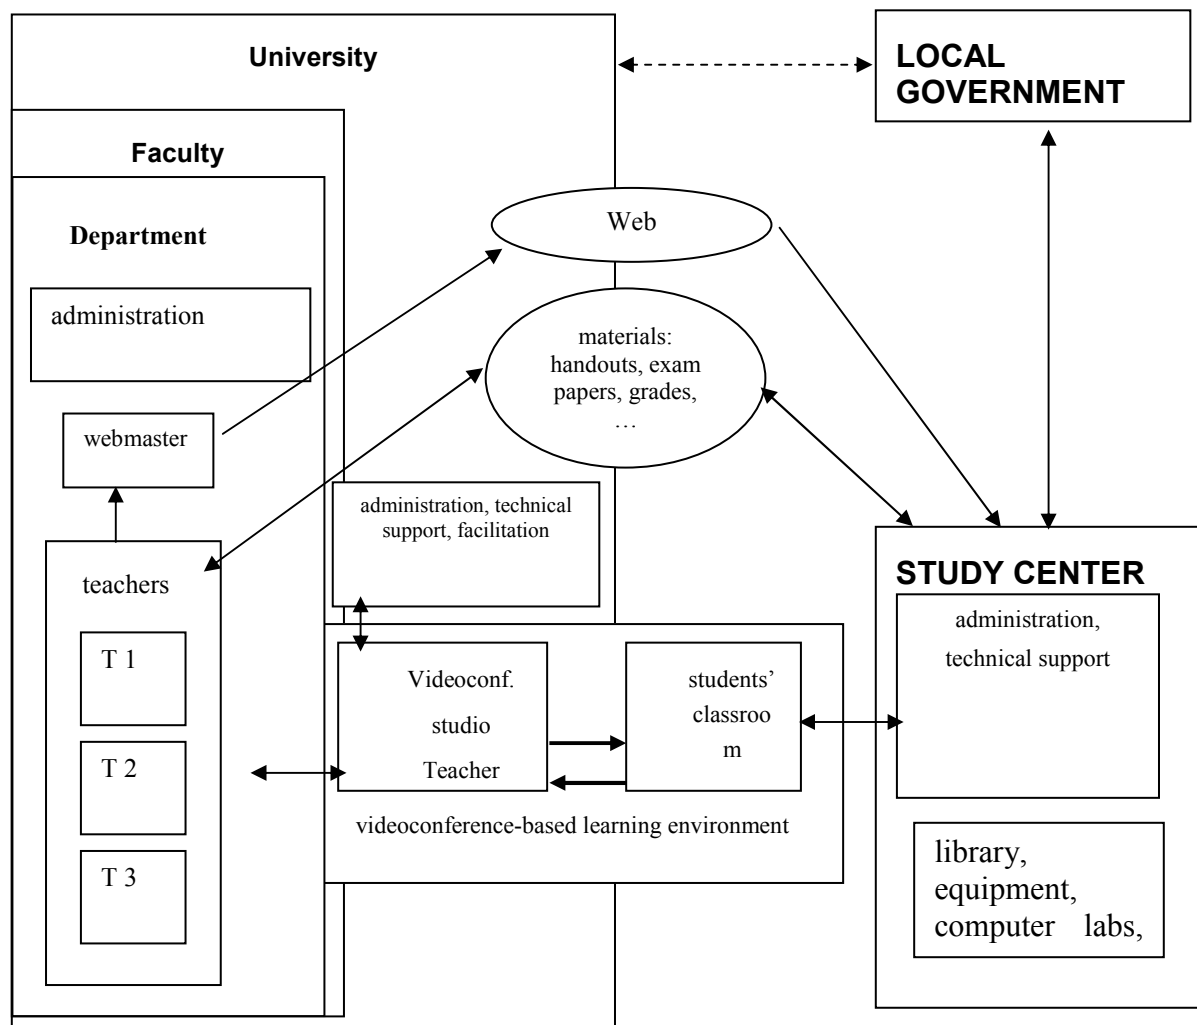 University
LOCAL
GOVERNMENT
Faculty
Department
Web
administration
materials:
handouts, exam
papers, grades,
…
webmaster
administration, technical
support, facilitation
teachers
STUDY CENTER
administration,
technical support
T 1
T 2
T 3
Videoconf.
studio
Teacher
students’
classroo
m
videoconference-based learning environment
library,
equipment,
computer labs,